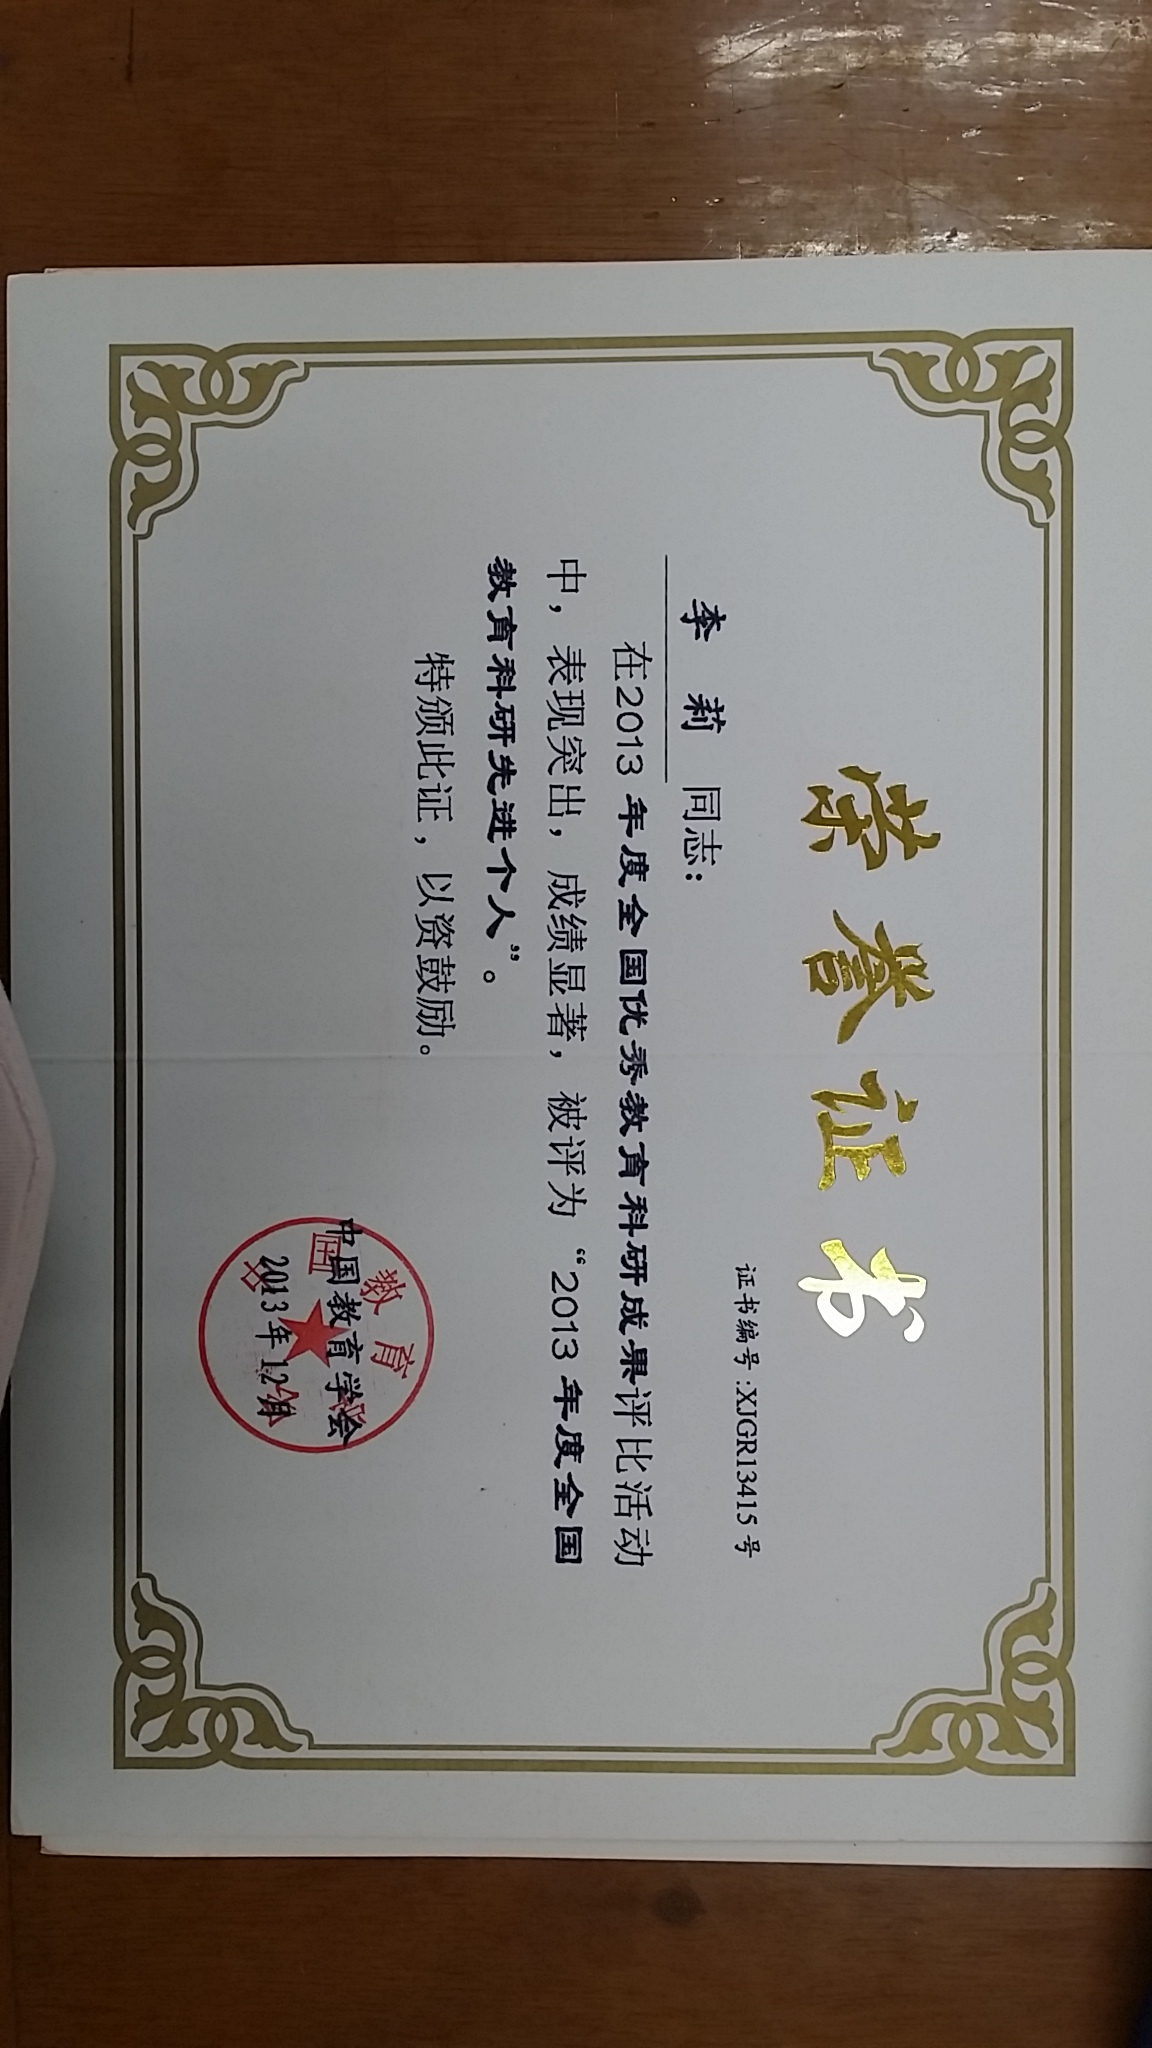 荣誉证书
证书编号:XJGR13415号
李莉 同志:
在2013年度全国优秀教育科研成果评比活动
中，表现突出，成绩显著，被评为“2013年度全国
教育科研先进个人”。
特颁此证，以资鼓励。
中国教育学会
2013年12月